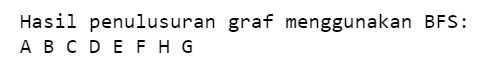 Hasil penulusuran graf menggunakan BFS:
A B C D E F H G